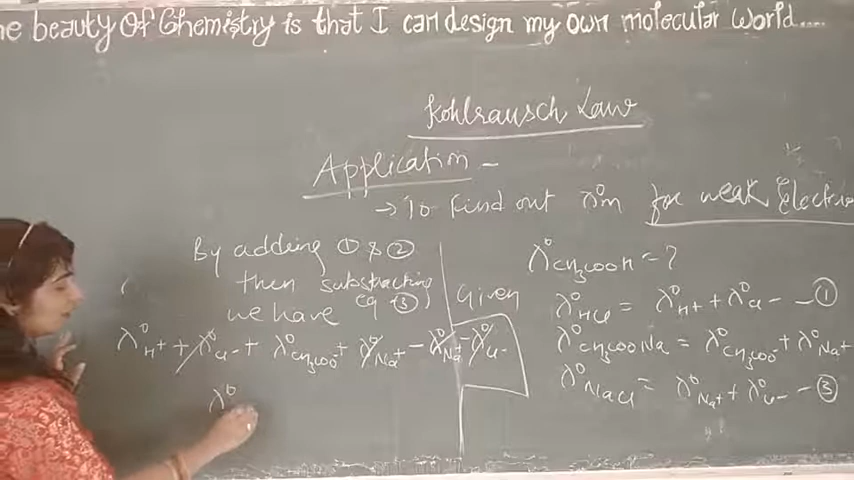 he beauty Of Chemistry is that I can design my own molecular world....
Kohlrausch Law
Application -
→ To find out λ°m for weak Electro
By adding ① & ②
then substracting
eq ③,
we have
λ°H+ + λ°Cl- + λ°CH3COO- + λ°Na+ - λ°Na+ - λ°Cl-
λ°
Given
λ°CH3COOH = ?
λ°HCl = λ°H+ + λ°Cl- — ①
λ°CH3COONa = λ°CH3COO- + λ°Na+
λ°NaCl = λ°Na+ + λ°Cl- - ③